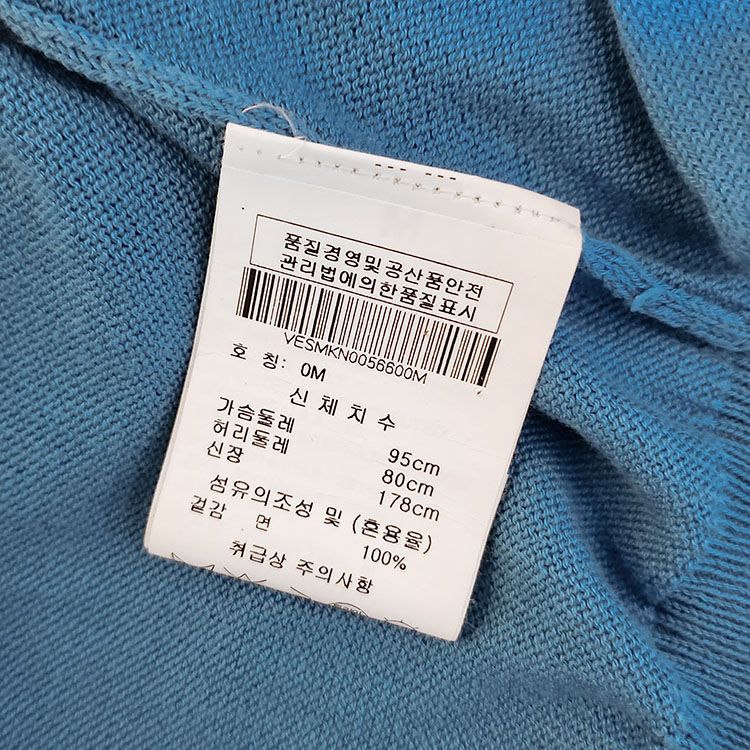 품질경영및공산품안전
관리법에의한품질표시
VESMKN0056600M
호 칭: 0M
신 체 치 수
가슴둘레 95cm
허리둘레 80cm
신장 178cm
섬유의조성 및 (혼용율)
겉감 면 100%
취급상 주의사항